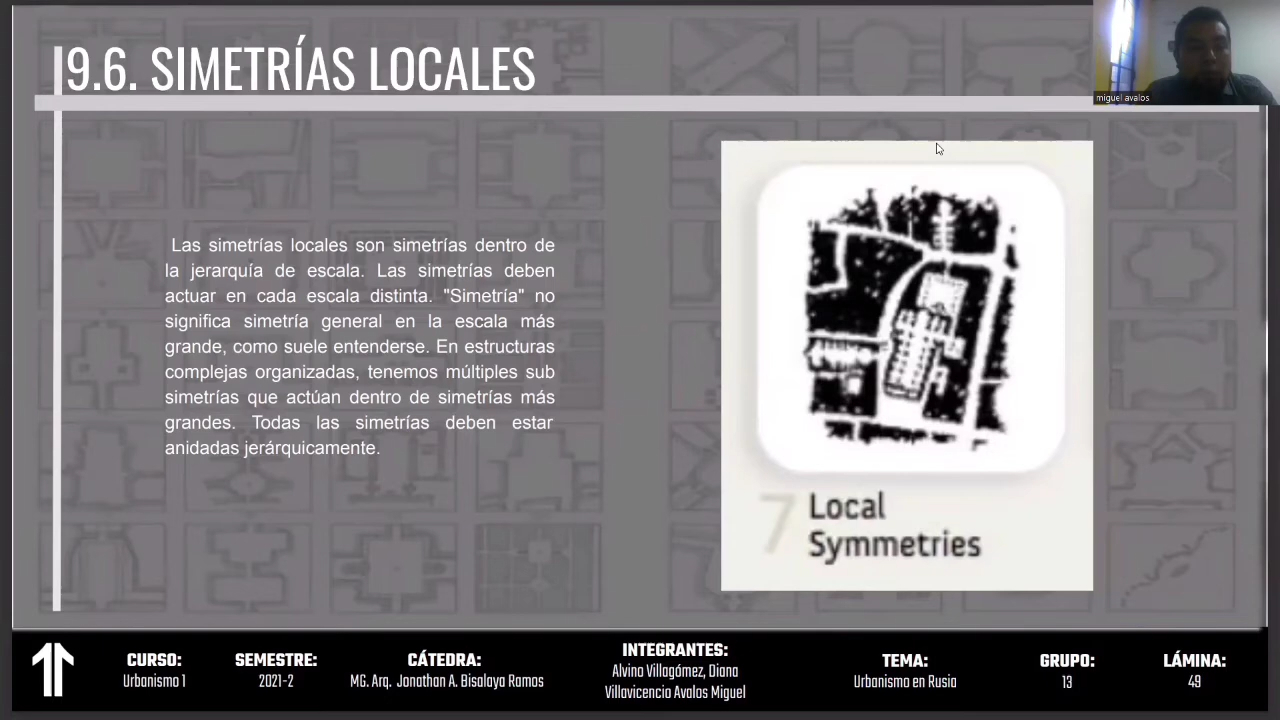 9.6. SIMETRÍAS LOCALES
miguel avalos
Las simetrías locales son simetrías dentro de
la jerarquía de escala. Las simetrías deben
actuar en cada escala distinta. "Simetría" no
significa simetría general en la escala más
grande, como suele entenderse. En estructuras
complejas organizadas, tenemos múltiples sub
simetrías que actúan dentro de simetrías más
grandes. Todas las simetrías deben estar
anidadas jerárquicamente.
7 Local
Symmetries
CURSO:
Urbanismo 1
SEMESTRE:
2021-2
CÁTEDRA:
MG. Arq. Jonathan A. Bisalaya Ramos
INTEGRANTES:
Alvino Villagómez, Diana
Villavicencio Avalos Miguel
TEMA:
Urbanismo en Rusia
GRUPO:
13
LÁMINA:
49